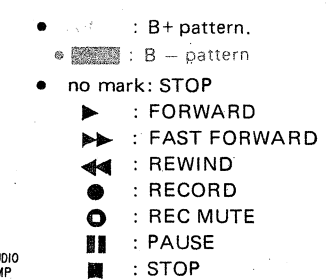 ● : B+ pattern.
● : B – pattern
● no mark: STOP
▶ : FORWARD
▶▶ : FAST FORWARD
◀◀ : REWIND
● : RECORD
: REC MUTE
▮▮ : PAUSE
■ : STOP